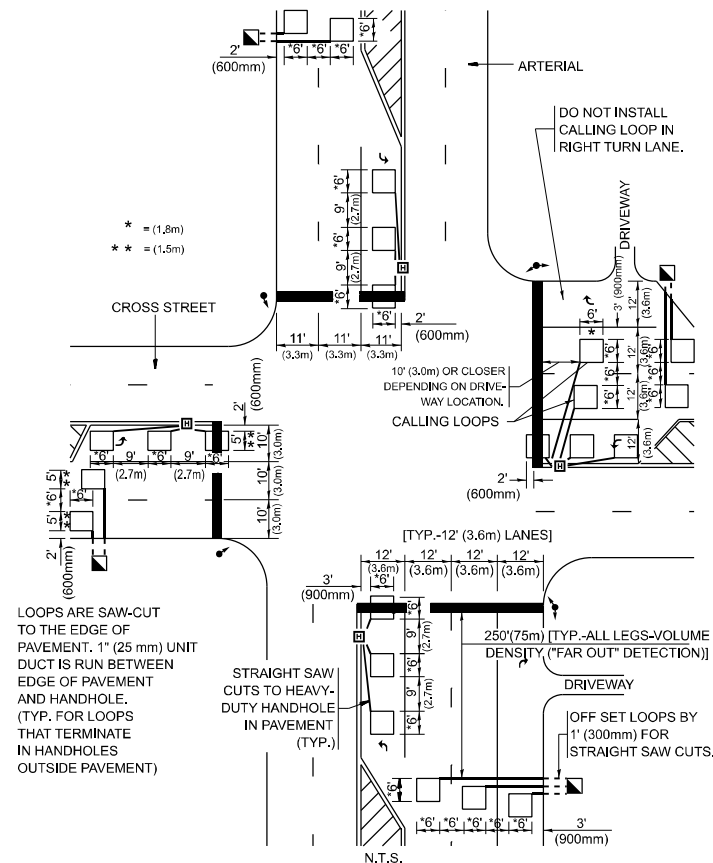 *6'
2'
(600mm)
*6' *6' *6'
ARTERIAL
DO NOT INSTALL
CALLING LOOP IN
RIGHT TURN LANE.
DRIVEWAY
* = (1.8m)
** = (1.5m)
*6'
9'
(2.7m)
*6'
9'
(2.7m)
*6'
H
*6'
2'
(600mm)
11' 11' 11'
(3.3m) (3.3m) (3.3m)
CROSS STREET
3' (900mm)
12'
(3.6m)
6'
*
10' (3.0m) OR CLOSER
DEPENDING ON DRIVE-
WAY LOCATION.
CALLING LOOPS
*6'
*6'
*6'
12'
(3.6m)
12'
(3.6m)
12'
(3.6m)
*6'
*6'
*6'
H
2'
(600mm)
2'
(600mm)
H
5'
**
10'
(3.0m)
10'
(3.0m)
10'
(3.0m)
*6' 9' *6' 9' *6'
(2.7m) (2.7m)
5'
**
*6'
*6'
5'
**
2'
(600mm)
[TYP.-12' (3.6m) LANES]
12' 12' 12' 12'
(3.6m) (3.6m) (3.6m) (3.6m)
3'
(900mm)
*6'
*6'
9'
(2.7m)
*6'
9'
(2.7m)
*6'
H
250'(75m) [TYP.-ALL LEGS-VOLUME
DENSITY ("FAR OUT" DETECTION)]
DRIVEWAY
LOOPS ARE SAW-CUT
TO THE EDGE OF
PAVEMENT. 1" (25 mm) UNIT
DUCT IS RUN BETWEEN
EDGE OF PAVEMENT
AND HANDHOLE.
(TYP. FOR LOOPS
THAT TERMINATE
IN HANDHOLES
OUTSIDE PAVEMENT)
STRAIGHT SAW
CUTS TO HEAVY-
DUTY HANDHOLE
IN PAVEMENT
(TYP.)
OFF SET LOOPS BY
1' (300mm) FOR
STRAIGHT SAW CUTS.
*6'
*6' *6' *6' *6' *6'
3'
(900mm)
N.T.S.